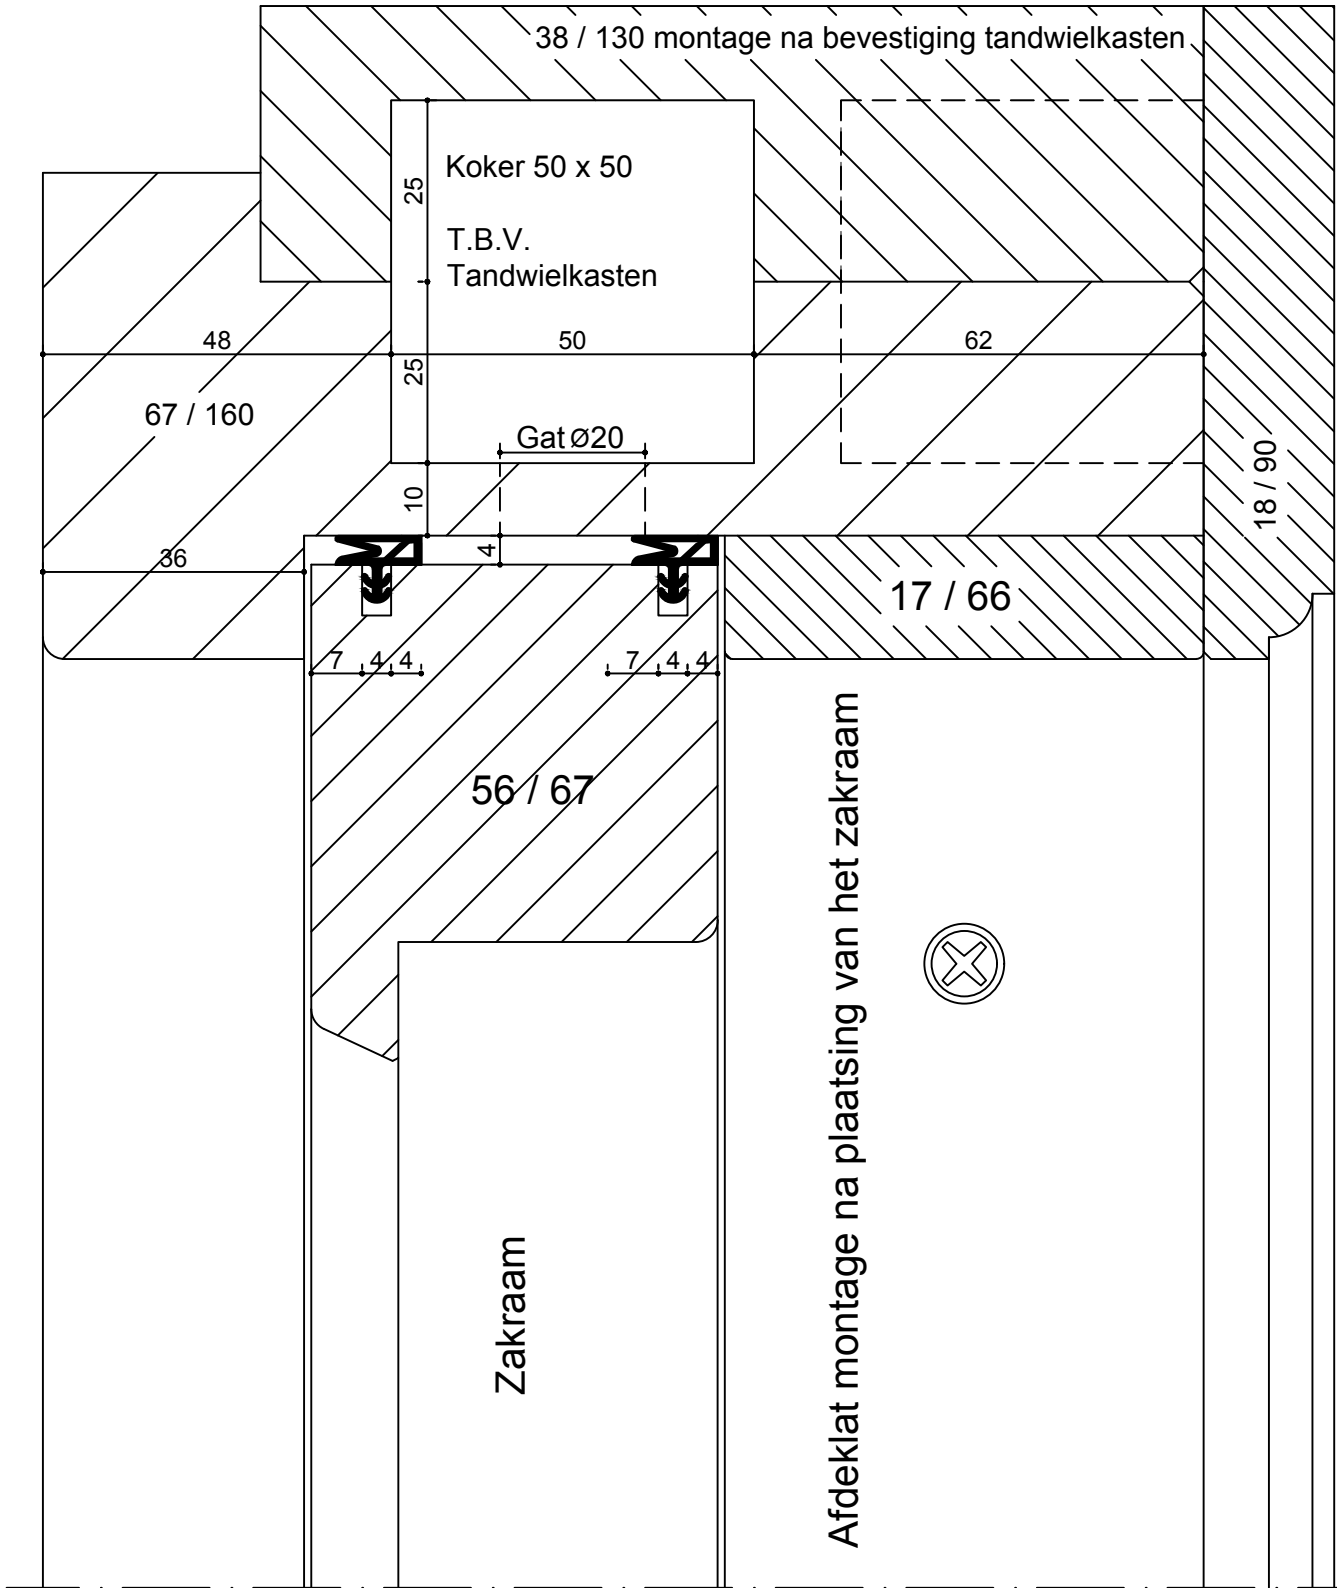 38 / 130 montage na bevestiging tandwielkasten
Koker 50 x 50
25
T.B.V.
Tandwielkasten
48
50
62
25
67 / 160
Gat Ø20
18 / 90
10
4
36
17 / 66
7
4
4
7
4
4
56 / 67
Afdeklat montage na plaatsing van het zakraam
Zakraam